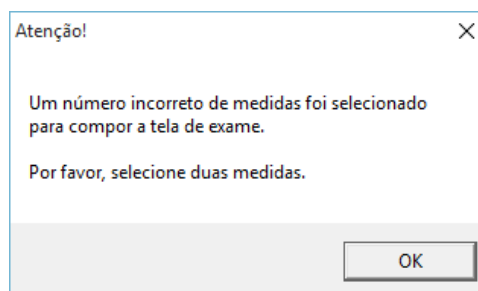 Atenção!
Um número incorreto de medidas foi selecionado
para compor a tela de exame.
Por favor, selecione duas medidas.
OK